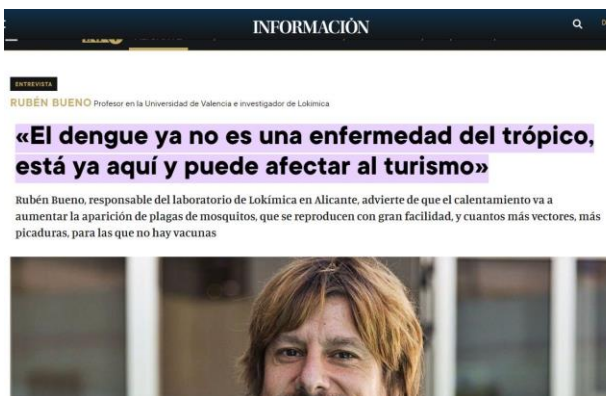 INFORMACIÓN
ENTREVISTA
RUBÉN BUENO Profesor en la Universidad de Valencia e investigador de Lokimica
«El dengue ya no es una enfermedad del trópico,
está ya aquí y puede afectar al turismo»
Rubén Bueno, responsable del laboratorio de Lokímica en Alicante, advierte de que el calentamiento va a
aumentar la aparición de plagas de mosquitos, que se reproducen con gran facilidad, y cuantos más vectores, más
picaduras, para las que no hay vacunas